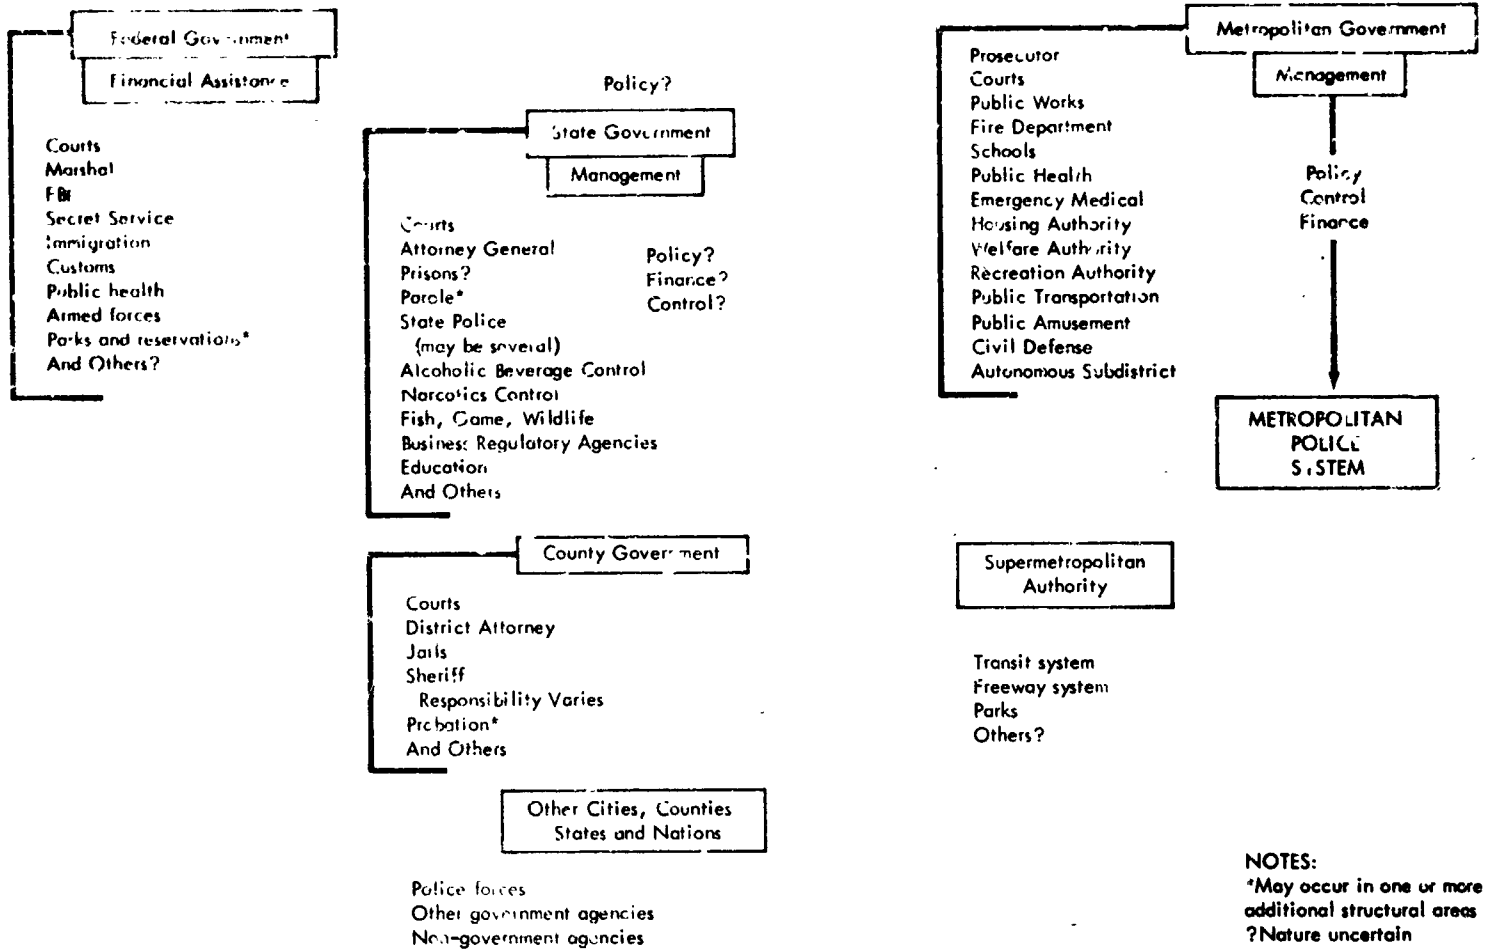 Federal Government
Financial Assistance
Courts
Marshal
FBI
Secret Service
Immigration
Customs
Public health
Armed forces
Parks and reservations*
And Others?
Policy?
State Government
Management
Courts
Attorney General
Prisons?
Parole*
State Police
(may be several)
Alcoholic Beverage Control
Narcotics Control
Fish, Game, Wildlife
Business Regulatory Agencies
Education
And Others
Policy?
Finance?
Control?
County Government
Courts
District Attorney
Jails
Sheriff
Responsibility Varies
Probation*
And Others
Other Cities, Counties
States and Nations
Police forces
Other government agencies
Non-government agencies
Metropolitan Government
Management
Prosecutor
Courts
Public Works
Fire Department
Schools
Public Health
Emergency Medical
Housing Authority
Welfare Authority
Recreation Authority
Public Transportation
Public Amusement
Civil Defense
Autonomous Subdistrict
Policy
Control
Finance
METROPOLITAN
POLICE
SYSTEM
Supermetropolitan
Authority
Transit system
Freeway system
Parks
Others?
NOTES:
*May occur in one or more
additional structural areas
?Nature uncertain